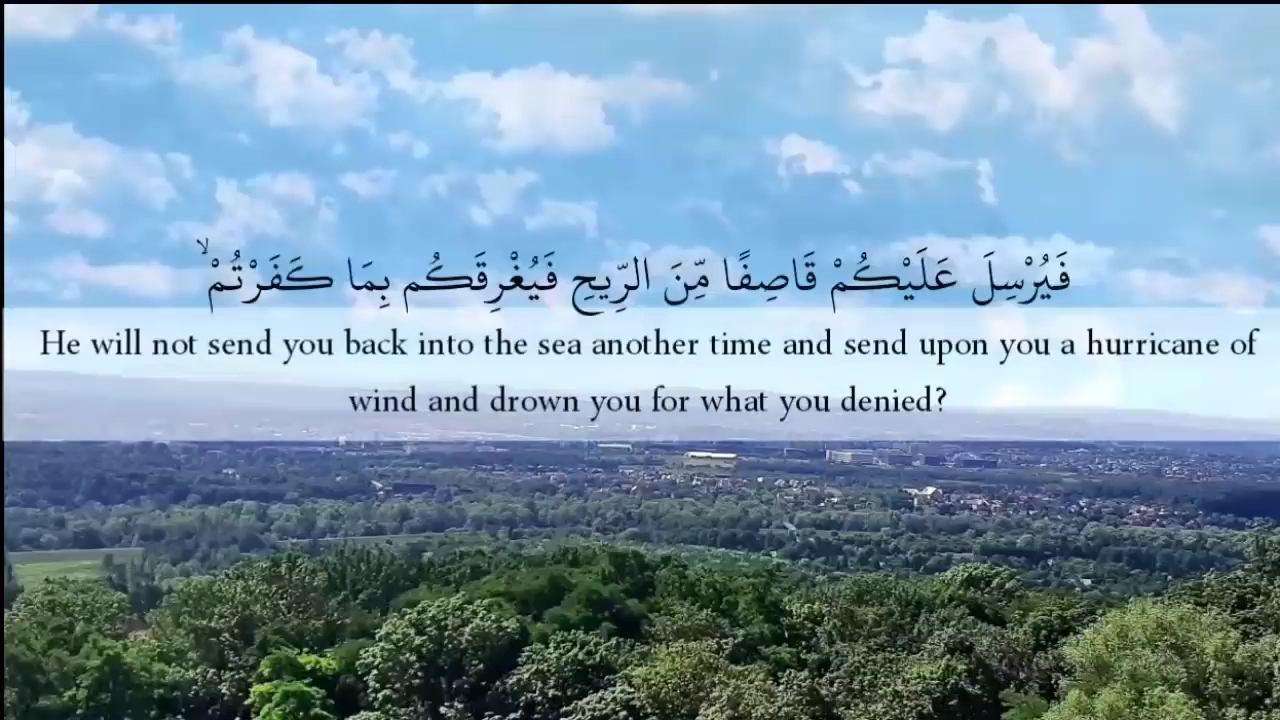 فَيُرْسِلَ عَلَيْكُمْ قَاصِفًا مِّنَ الرِّيحِ فَيُغْرِقَكُم بِمَا كَفَرْتُمْ ۙ
He will not send you back into the sea another time and send upon you a hurricane of
wind and drown you for what you denied?